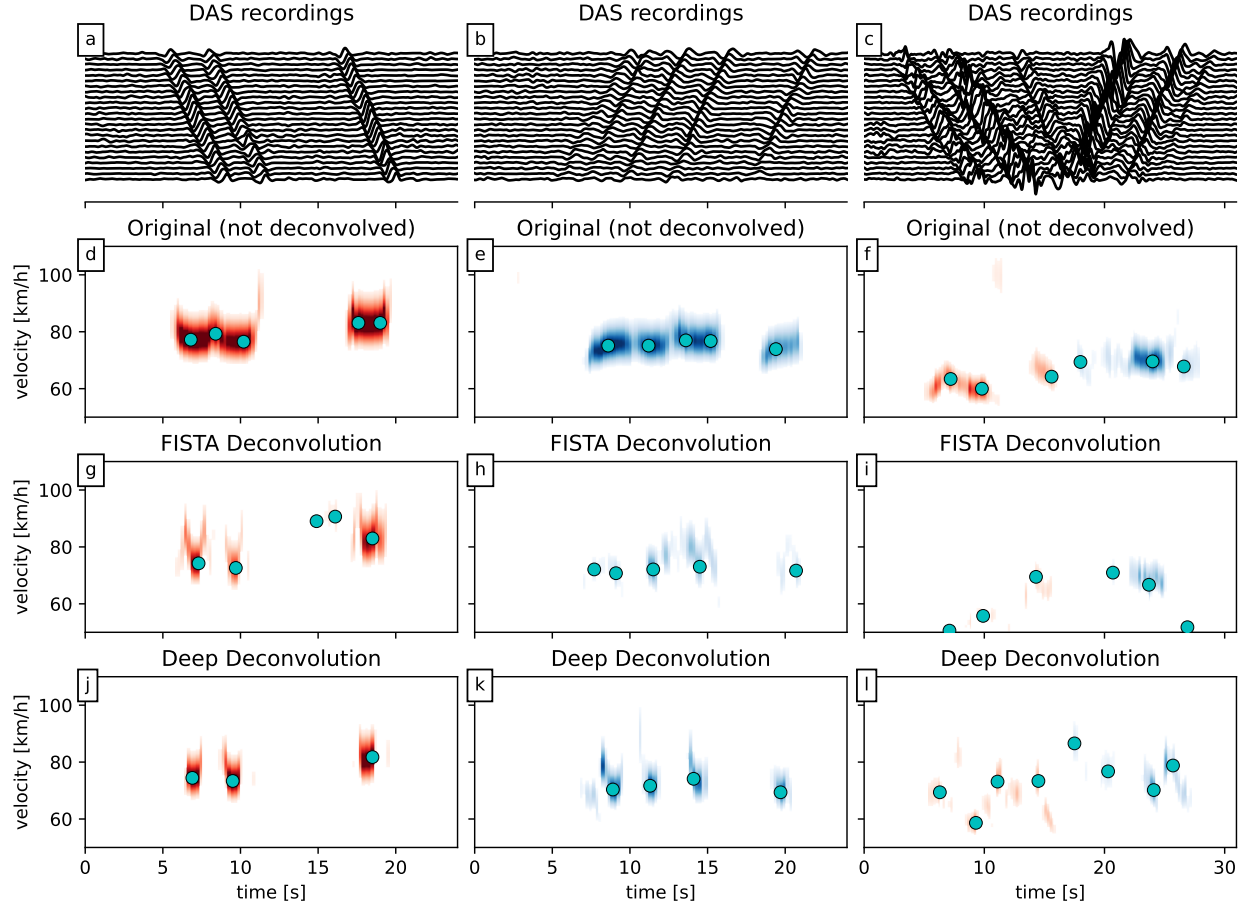 DAS recordings DAS recordings DAS recordings
a b c
Original (not deconvolved) Original (not deconvolved) Original (not deconvolved)
d e f
velocity [km/h]
100
80
60
FISTA Deconvolution FISTA Deconvolution FISTA Deconvolution
g h i
velocity [km/h]
100
80
60
Deep Deconvolution Deep Deconvolution Deep Deconvolution
j k l
velocity [km/h]
100
80
60
0 5 10 15 20 0 5 10 15 20 0 10 20 30
time [s] time [s] time [s]